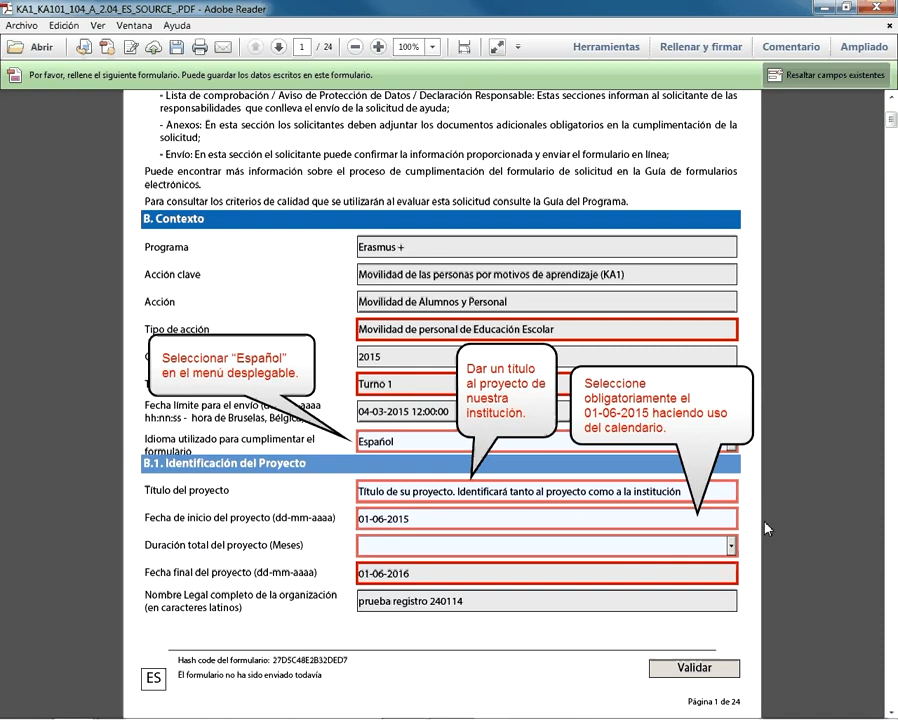 KA1_KA101_104_A_2.04_ES_SOURCE_.PDF - Adobe Reader
Archivo Edición Ver Ventana Ayuda
Abrir 1 / 24 100% Herramientas Rellenar y firmar Comentario Ampliado
Por favor, rellene el siguiente formulario. Puede guardar los datos escritos en este formulario. Resaltar campos existentes
- Lista de comprobación / Aviso de Protección de Datos / Declaración Responsable: Estas secciones informan al solicitante de las
responsabilidades que conlleva el envío de la solicitud de ayuda;
- Anexos: En esta sección los solicitantes deben adjuntar los documentos adicionales obligatorios en la cumplimentación de la
solicitud;
- Envío: En esta sección el solicitante puede confirmar la información proporcionada y enviar el formulario en línea;
Puede encontrar más información sobre el proceso de cumplimentación del formulario de solicitud en la Guía de formularios
electrónicos.
Para consultar los criterios de calidad que se utilizarán al evaluar esta solicitud consulte la Guía del Programa.
B. Contexto
Programa Erasmus +
Acción clave Movilidad de las personas por motivos de aprendizaje (KA1)
Acción Movilidad de Alumnos y Personal
Tipo de acción Movilidad de personal de Educación Escolar
2015
Turno 1
Seleccionar “Español”
en el menú desplegable.
Dar un título
al proyecto de
nuestra
institución.
Seleccione
obligatoriamente el
01-06-2015 haciendo uso
del calendario.
Fecha límite para el envío 04-03-2015 12:00:00
hh:nn:ss - hora de Bruselas, Bélgica
Idioma utilizado para cumplimentar el
formulario Español
B.1. Identificación del Proyecto
Título del proyecto Título de su proyecto. Identificará tanto al proyecto como a la institución
Fecha de inicio del proyecto (dd-mm-aaaa) 01-06-2015
Duración total del proyecto (Meses)
Fecha final del proyecto (dd-mm-aaaa) 01-06-2016
Nombre Legal completo de la organización
(en caracteres latinos) prueba registro 240114
Hash code del formulario: 27D5C48E2B32DED7
ES El formulario no ha sido enviado todavía
Validar
Página 1 de 24